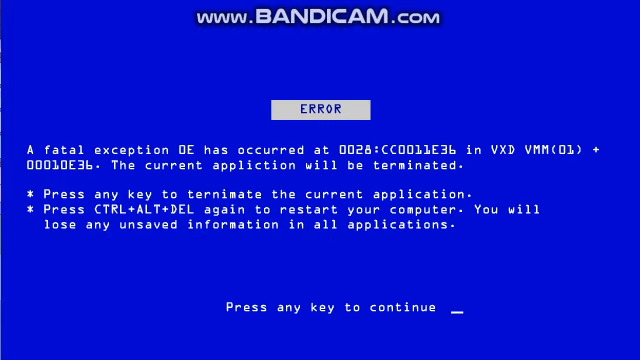 www.BANDICAM.com
ERROR
A fatal exception 0E has occurred at 0028:CC0011E36 in VXD VMM(01) +
00010E36. The current appliction will be terminated.
* Press any key to ternimate the current application.
* Press CTRL+ALT+DEL again to restart your computer. You will
lose any unsaved information in all applications.
Press any key to continue _